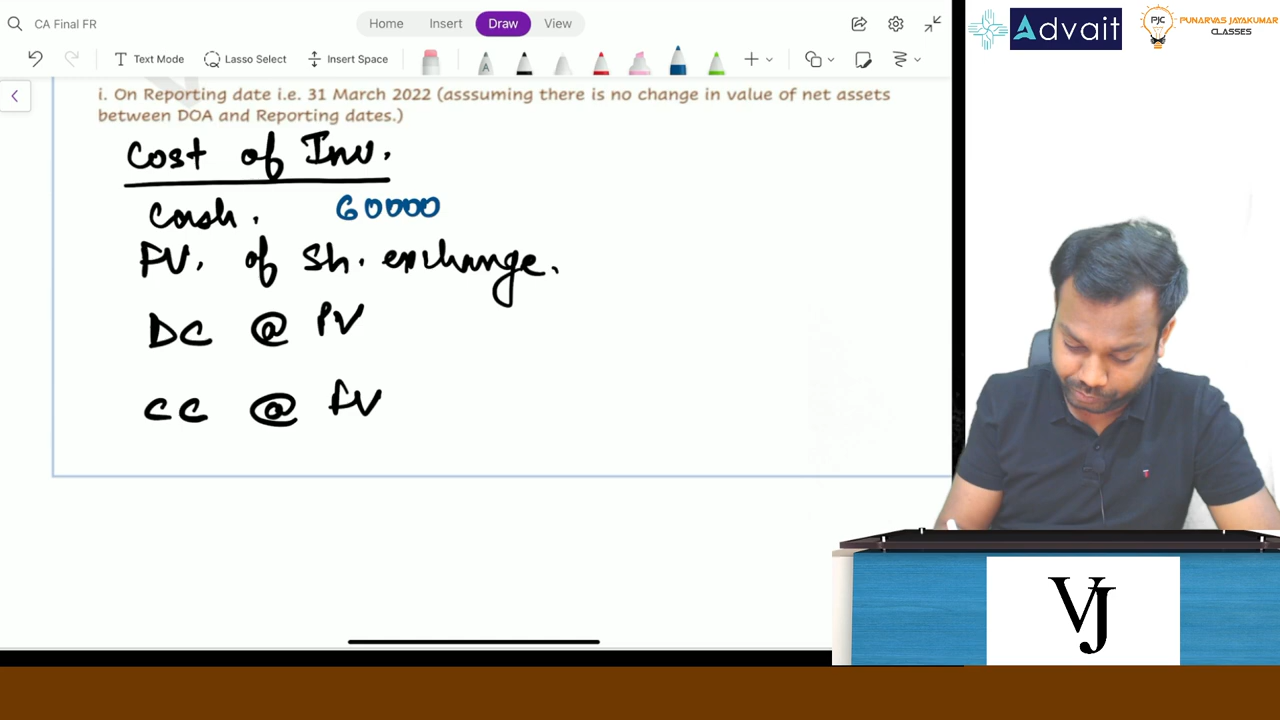 CA Final FR
Home Insert Draw View
Text Mode Lasso Select Insert Space
Advait
PJC PUNARVAS JAYAKUMAR CLASSES
i. On Reporting date i.e. 31 March 2022 (asssuming there is no change in value of net assets
between DOA and Reporting dates.)
Cost of Inv.
Cash. 60000
FV. of Sh. exchange.
DC @ PV
CC @ FV
VJ